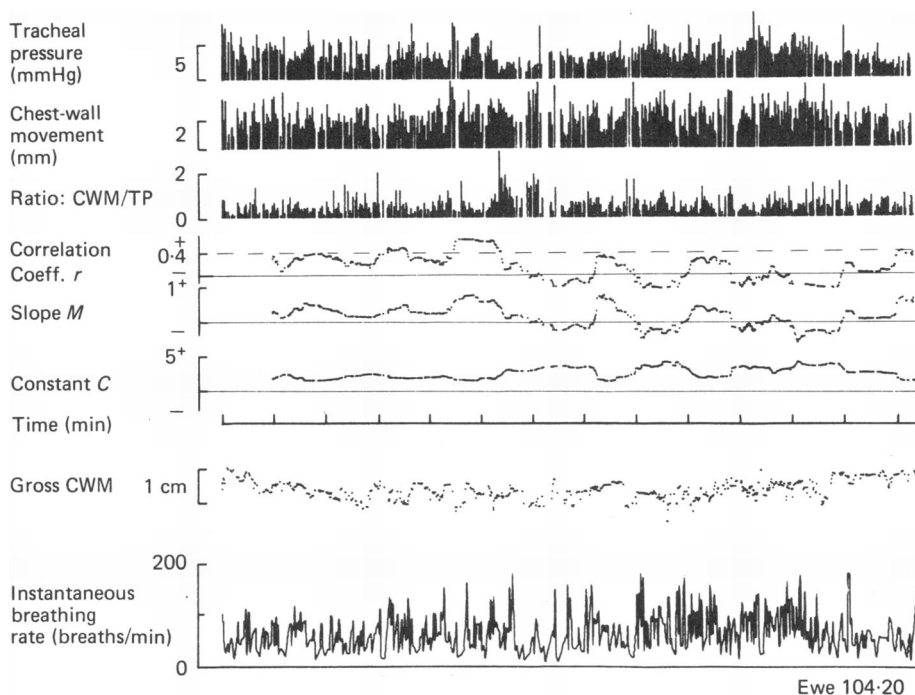 Tracheal
pressure
(mmHg)
5
Chest-wall
movement
(mm)
2
Ratio: CWM/TP
2
0
Correlation
Coeff. r
+
0·4
−
Slope M
1+
−
Constant C
5+
−
Time (min)
Gross CWM
1 cm
Instantaneous
breathing
rate (breaths/min)
200
0
Ewe 104·20